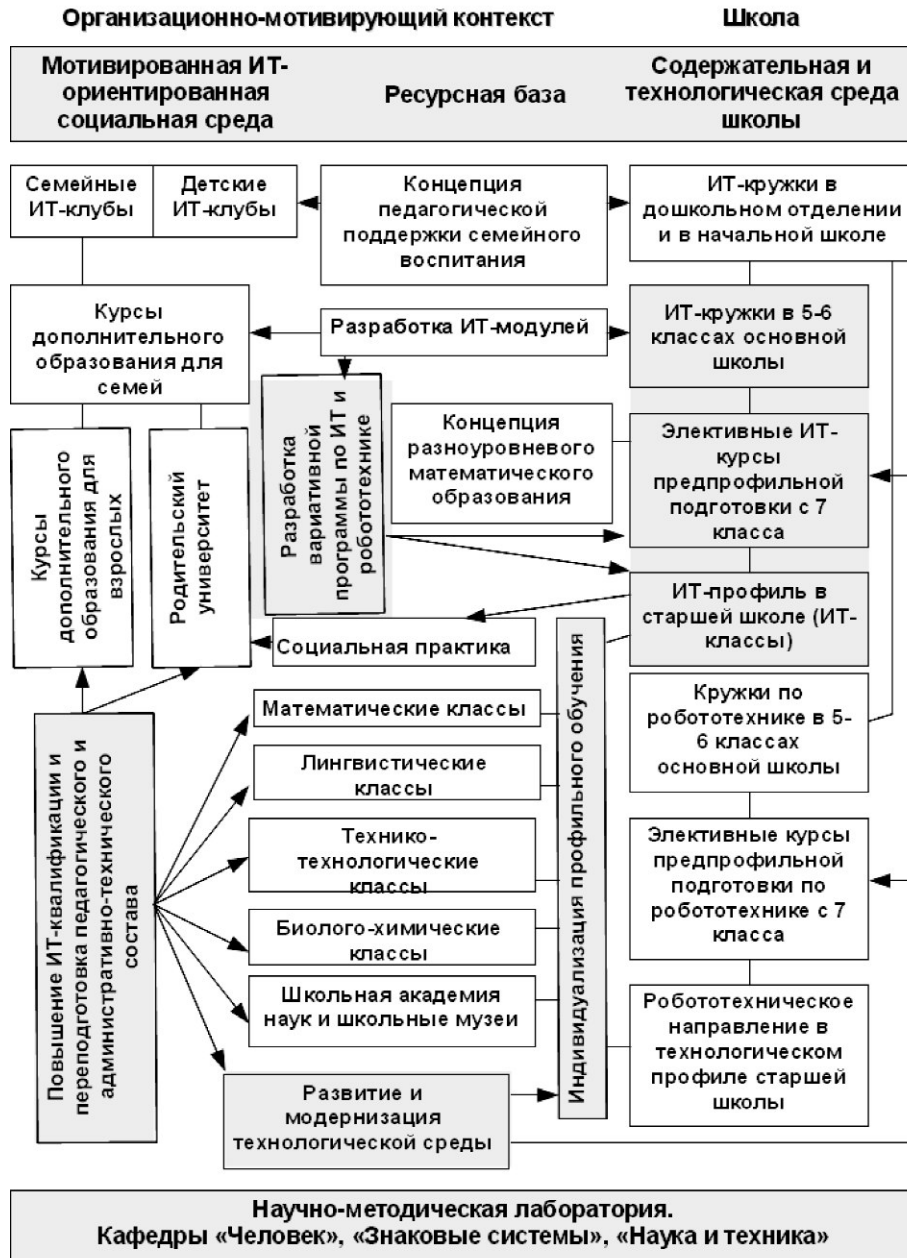 Организационно-мотивирующий контекст
Школа
Мотивированная ИТ-
ориентированная
социальная среда
Ресурсная база
Содержательная и
технологическая среда
школы
Семейные
ИТ-клубы
Детские
ИТ-клубы
Концепция
педагогической
поддержки семейного
воспитания
ИТ-кружки в
дошкольном отделении
и в начальной школе
Курсы
дополнительного
образования для
семей
Разработка ИТ-модулей
ИТ-кружки в 5-6
классах основной
школы
Курсы
дополнительного
образования для
взрослых
Родительский
университет
Разработка
вариативной
программы по ИТ и
робототехнике
Концепция
разноуровневого
математического
образования
Элективные ИТ-
курсы
предпрофильной
подготовки с 7
класса
ИТ-профиль в
старшей школе (ИТ-
классы)
Социальная практика
Повышение ИТ-квалификации и
переподготовка педагогического и
административно-технического
состава
Математические классы
Лингвистические
классы
Технико-
технологические
классы
Биолого-химические
классы
Школьная академия
наук и школьные музеи
Развитие и
модернизация
технологической среды
Индивидуализация профильного обучения
Кружки по
робототехнике в 5-
6 классах
основной школы
Элективные курсы
предпрофильной
подготовки по
робототехнике с 7
класса
Робототехническое
направление в
технологическом
профиле старшей
школы
Научно-методическая лаборатория.
Кафедры «Человек», «Знаковые системы», «Наука и техника»